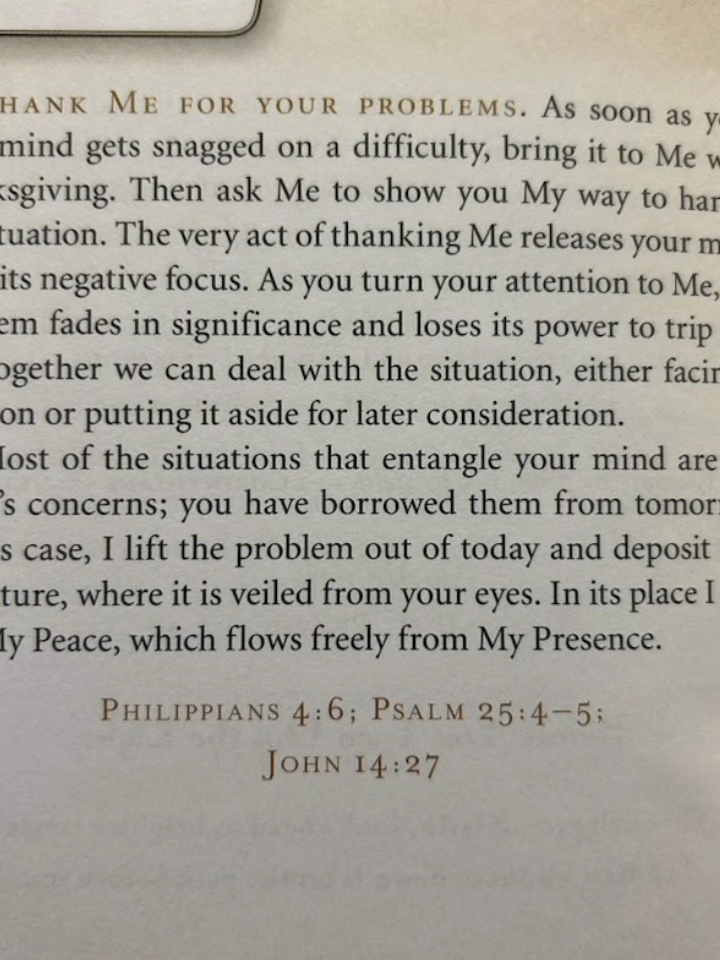 HANK ME FOR YOUR PROBLEMS. As soon as y
mind gets snagged on a difficulty, bring it to Me w
ksgiving. Then ask Me to show you My way to har
tuation. The very act of thanking Me releases your m
its negative focus. As you turn your attention to Me,
em fades in significance and loses its power to trip
ogether we can deal with the situation, either facin
on or putting it aside for later consideration.
ost of the situations that entangle your mind are
's concerns; you have borrowed them from tomorr
s case, I lift the problem out of today and deposit
ture, where it is veiled from your eyes. In its place I
My Peace, which flows freely from My Presence.
PHILIPPIANS 4:6; PSALM 25:4–5;
JOHN 14:27